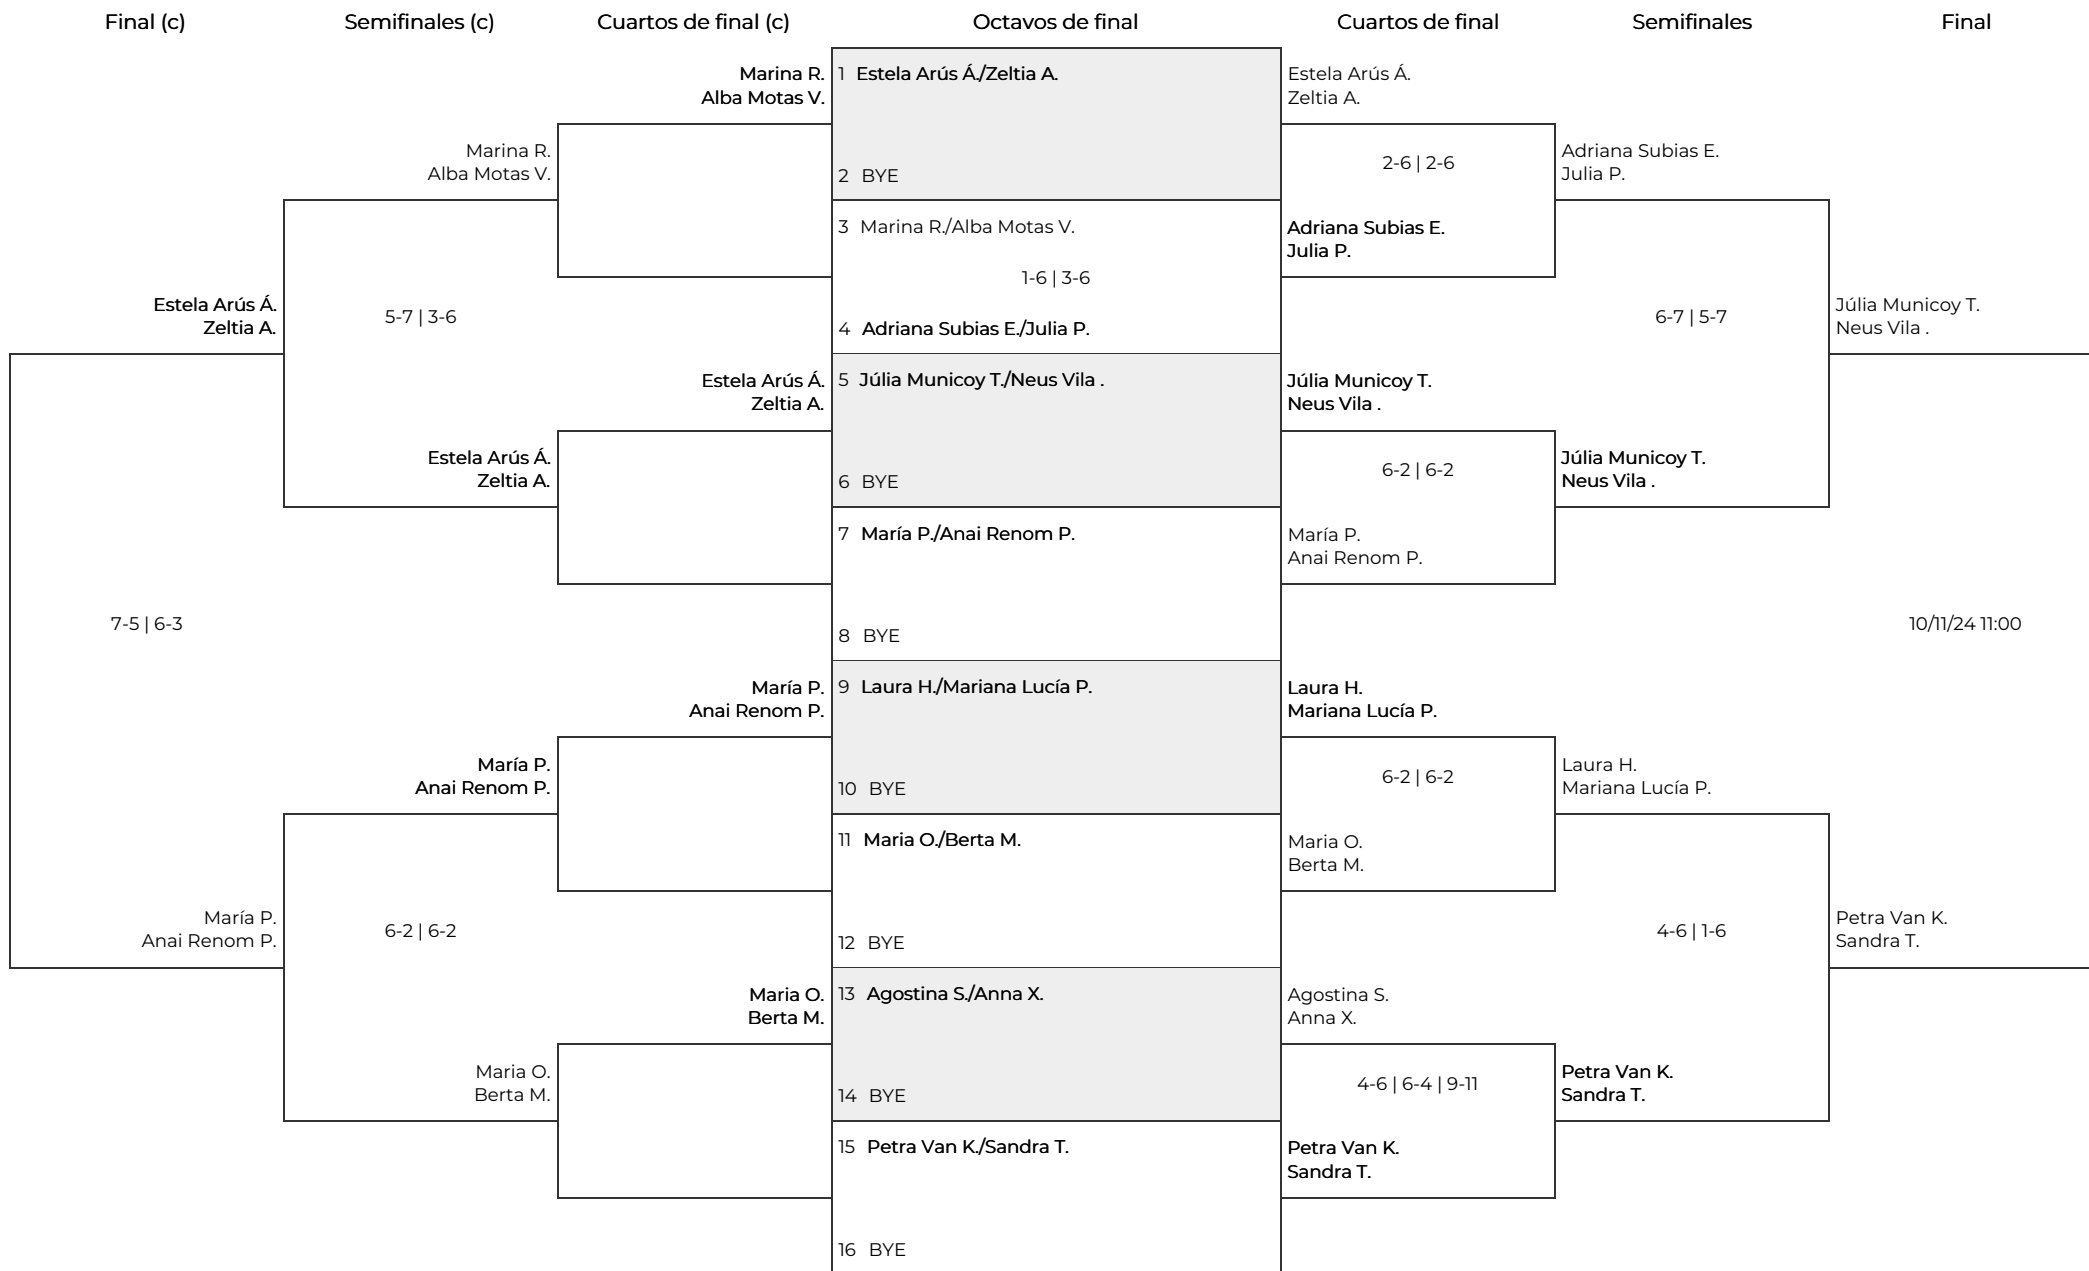 Final (c) Semifinales (c) Cuartos de final (c) Octavos de final Cuartos de final Semifinales Final
Marina R.
Alba Motas V.
Marina R.
Alba Motas V.
Estela Arús Á.
Zeltia A.
5-7 | 3-6
Estela Arús Á.
Zeltia A.
Estela Arús Á.
Zeltia A.
7-5 | 6-3
María P.
Anai Renom P.
María P.
Anai Renom P.
María P.
Anai Renom P.
6-2 | 6-2
Maria O.
Berta M.
Maria O.
Berta M.
1 Estela Arús Á./Zeltia A.
2 BYE
3 Marina R./Alba Motas V.
1-6 | 3-6
4 Adriana Subias E./Julia P.
5 Júlia Municoy T./Neus Vila .
6 BYE
7 María P./Anai Renom P.
8 BYE
9 Laura H./Mariana Lucía P.
10 BYE
11 Maria O./Berta M.
12 BYE
13 Agostina S./Anna X.
14 BYE
15 Petra Van K./Sandra T.
16 BYE
Estela Arús Á.
Zeltia A.
2-6 | 2-6
Adriana Subias E.
Julia P.
Júlia Municoy T.
Neus Vila .
6-2 | 6-2
María P.
Anai Renom P.
Laura H.
Mariana Lucía P.
6-2 | 6-2
Maria O.
Berta M.
Agostina S.
Anna X.
4-6 | 6-4 | 9-11
Petra Van K.
Sandra T.
Adriana Subias E.
Julia P.
6-7 | 5-7
Júlia Municoy T.
Neus Vila .
Laura H.
Mariana Lucía P.
4-6 | 1-6
Petra Van K.
Sandra T.
Júlia Municoy T.
Neus Vila .
10/11/24 11:00
Petra Van K.
Sandra T.